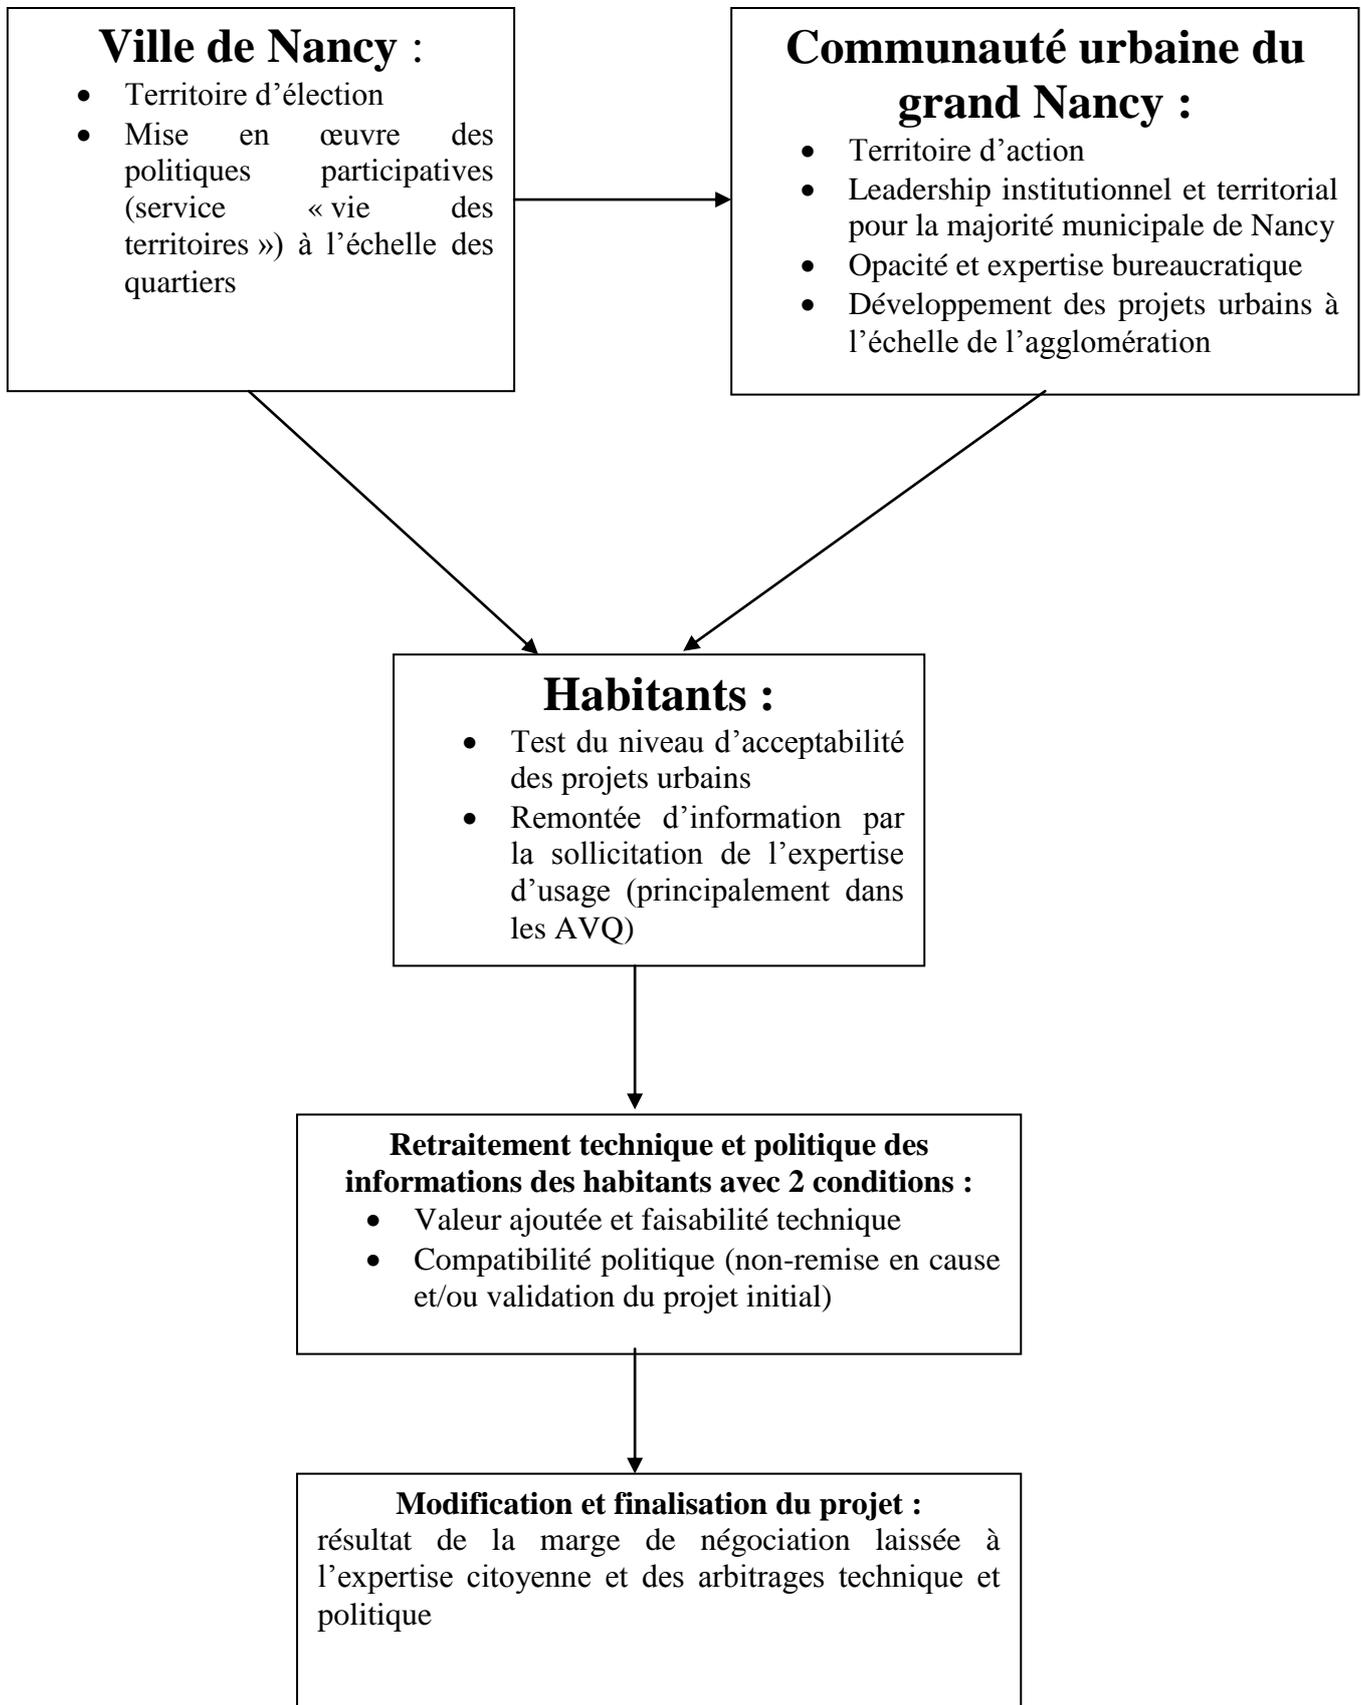 Ville de Nancy :
• Territoire d’élection
• Mise en œuvre des
politiques participatives
(service « vie des
territoires ») à l’échelle des
quartiers
Communauté urbaine du
grand Nancy :
• Territoire d’action
• Leadership institutionnel et territorial
pour la majorité municipale de Nancy
• Opacité et expertise bureaucratique
• Développement des projets urbains à
l’échelle de l’agglomération
Habitants :
• Test du niveau d’acceptabilité
des projets urbains
• Remontée d’information par
la sollicitation de l’expertise
d’usage (principalement dans
les AVQ)
Retraitement technique et politique des
informations des habitants avec 2 conditions :
• Valeur ajoutée et faisabilité technique
• Compatibilité politique (non-remise en cause
et/ou validation du projet initial)
Modification et finalisation du projet :
résultat de la marge de négociation laissée à
l’expertise citoyenne et des arbitrages technique et
politique